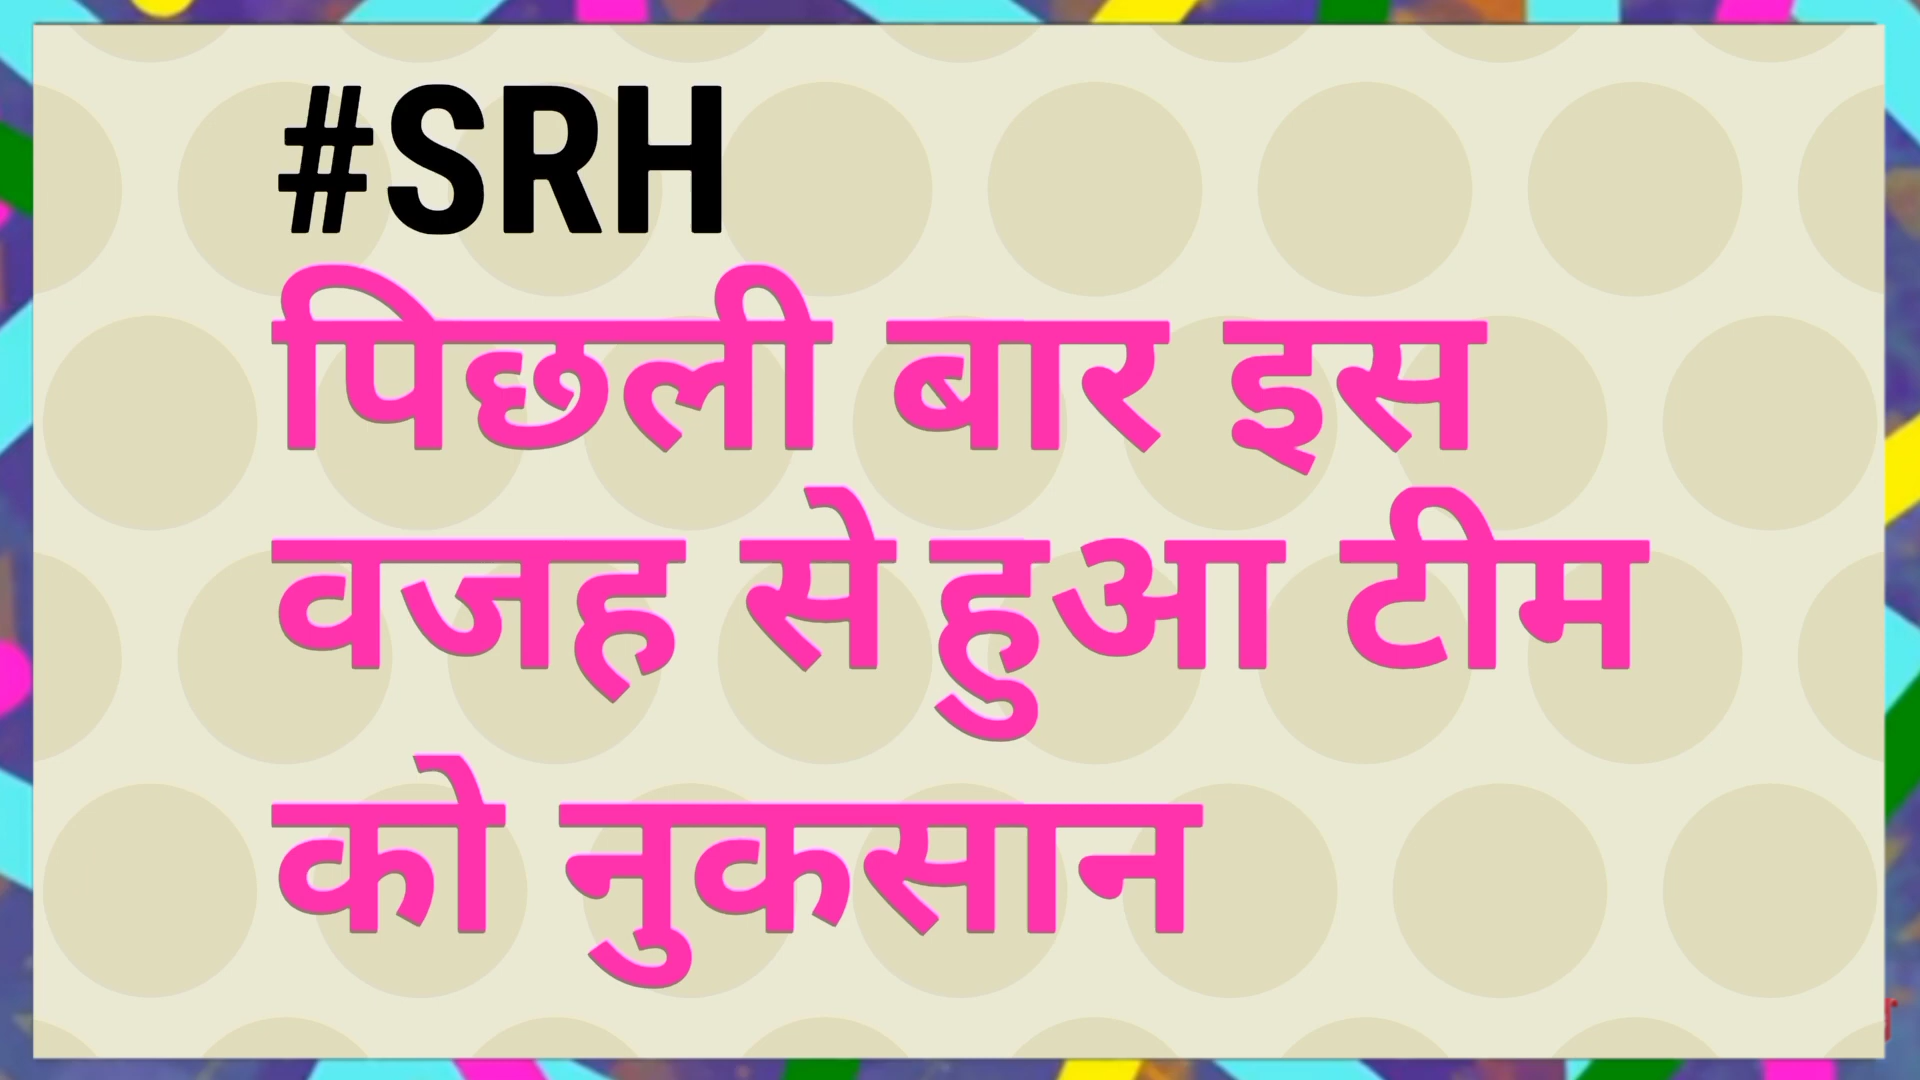 #SRH
पिछली बार इस
वजह से हुआ टीम
को नुकसान